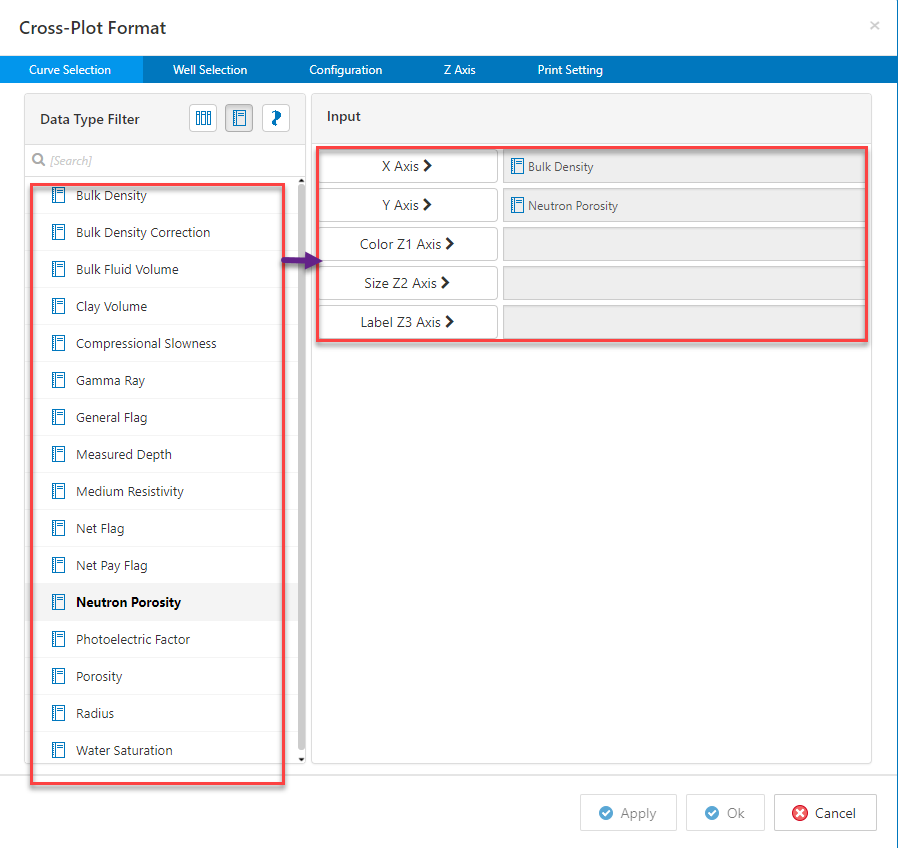 Cross-Plot Format
Curve Selection
Well Selection
Configuration
Z Axis
Print Setting
Data Type Filter
[Search]
Bulk Density
Bulk Density Correction
Bulk Fluid Volume
Clay Volume
Compressional Slowness
Gamma Ray
General Flag
Measured Depth
Medium Resistivity
Net Flag
Net Pay Flag
Neutron Porosity
Photoelectric Factor
Porosity
Radius
Water Saturation
Input
X Axis
Bulk Density
Y Axis
Neutron Porosity
Color Z1 Axis
Size Z2 Axis
Label Z3 Axis
Apply
Ok
Cancel